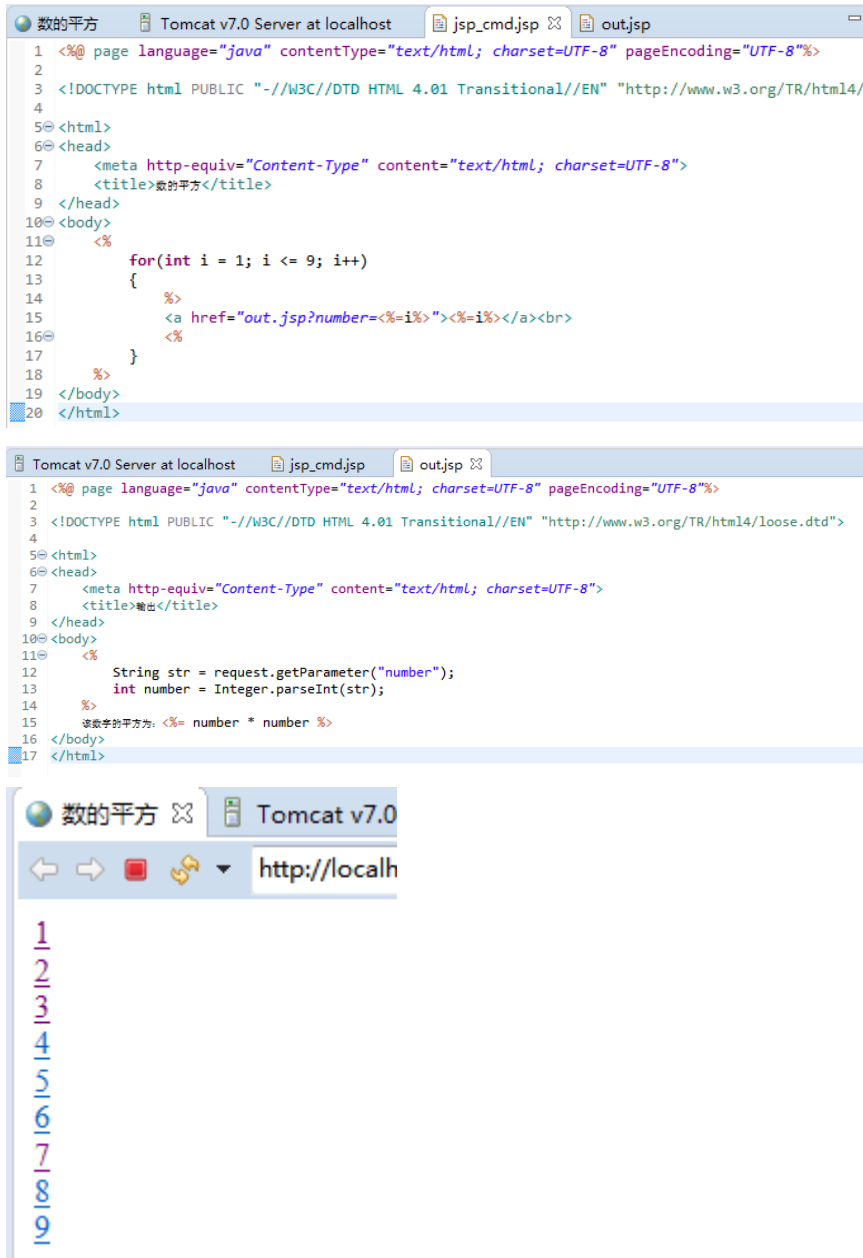 数的平方 Tomcat v7.0 Server at localhost jsp_cmd.jsp out.jsp
1 <%@ page language="java" contentType="text/html; charset=UTF-8" pageEncoding="UTF-8"%>
2
3 <!DOCTYPE html PUBLIC "-//W3C//DTD HTML 4.01 Transitional//EN" "http://www.w3.org/TR/html4/
4
5 <html>
6 <head>
7 <meta http-equiv="Content-Type" content="text/html; charset=UTF-8">
8 <title>数的平方</title>
9 </head>
10 <body>
11 <%
12 for(int i = 1; i <= 9; i++)
13 {
14 %>
15 <a href="out.jsp?number=<%=i%>"><%=i%></a><br>
16 <%
17 }
18 %>
19 </body>
20 </html>
Tomcat v7.0 Server at localhost jsp_cmd.jsp out.jsp
1 <%@ page language="java" contentType="text/html; charset=UTF-8" pageEncoding="UTF-8"%>
2
3 <!DOCTYPE html PUBLIC "-//W3C//DTD HTML 4.01 Transitional//EN" "http://www.w3.org/TR/html4/loose.dtd">
4
5 <html>
6 <head>
7 <meta http-equiv="Content-Type" content="text/html; charset=UTF-8">
8 <title>输出</title>
9 </head>
10 <body>
11 <%
12 String str = request.getParameter("number");
13 int number = Integer.parseInt(str);
14 %>
15 该数字的平方为: <%= number * number %>
16 </body>
17 </html>
数的平方 Tomcat v7.0
http://localh
1
2
3
4
5
6
7
8
9